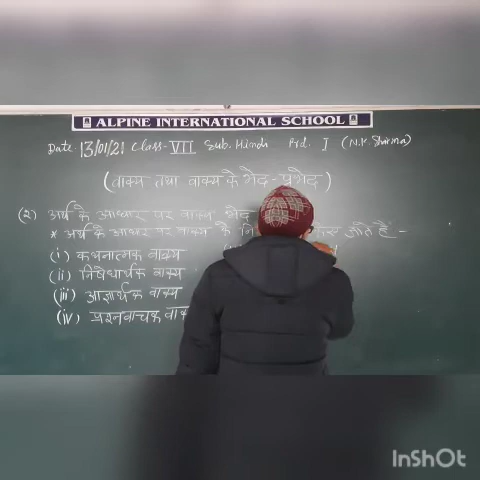 ALPINE INTERNATIONAL SCHOOL
Date 13/01/21 Class-VII Sub. Hindi Pd. I (N.K. Sharma)
(वाक्य तथा वाक्य के भेद-प्रभेद)
(2) अर्थ के आधार पर वाक्य भेद
* अर्थ के आधार पर वाक्य के जाते हैं -
(i) कथनात्मक वाक्य
(ii) निषेधार्थक वाक्य
(iii) आज्ञार्थक वाक्य
(iv) प्रश्नवाचक वाक्
InShOt